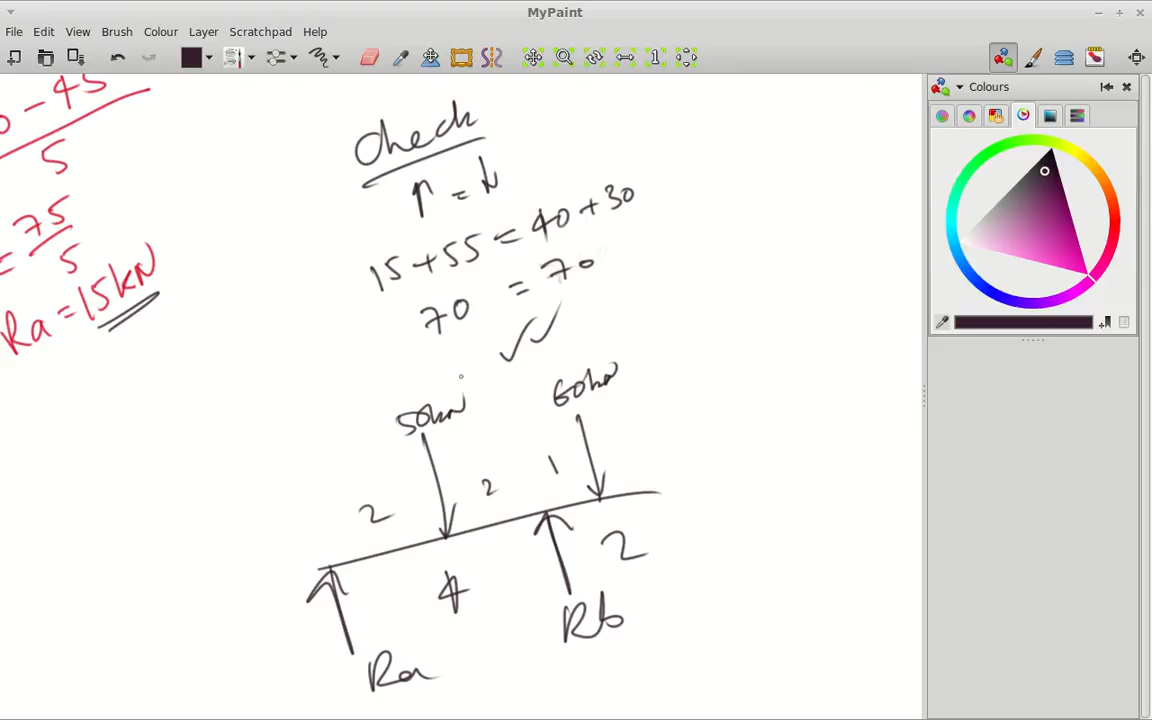 MyPaint
File Edit View Brush Colour Layer Scratchpad Help
Colours
0 - 45
5
= 75
5
Ra = 15kN
Check
↑ = ↓
15 + 55 = 40 + 30
70 = 70
50kN
60kN
2
2
1
4
2
Ra
Rb